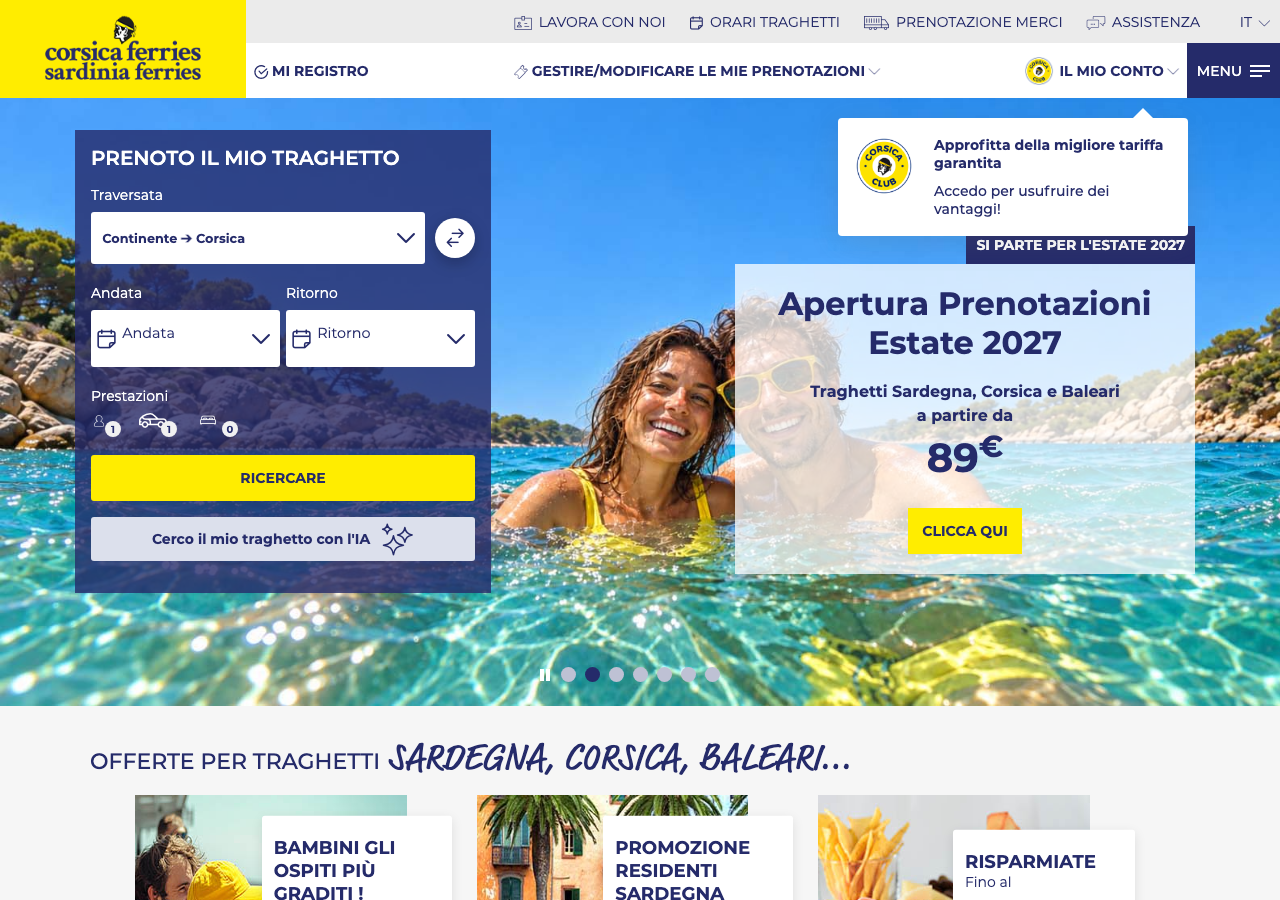 corsica ferries
sardinia ferries
LAVORA CON NOI
ORARI TRAGHETTI
PRENOTAZIONE MERCI
ASSISTENZA
IT
MI REGISTRO
GESTIRE/MODIFICARE LE MIE PRENOTAZIONI
CORSICA CLUB
IL MIO CONTO
MENU
PRENOTO IL MIO TRAGHETTO
Traversata
Continente → Corsica
Andata
Ritorno
Andata
Ritorno
Prestazioni
1
1
0
RICERCARE
Cerco il mio traghetto con l'IA
CORSICA
CLUB
Approfitta della migliore tariffa
garantita
Accedo per usufruire dei
vantaggi!
SI PARTE PER L'ESTATE 2027
Apertura Prenotazioni
Estate 2027
Traghetti Sardegna, Corsica e Baleari
a partire da
89€
CLICCA QUI
OFFERTE PER TRAGHETTI SARDEGNA, CORSICA, BALEARI...
BAMBINI GLI
OSPITI PIÙ
GRADITI !
PROMOZIONE
RESIDENTI
SARDEGNA
RISPARMIATE
Fino al